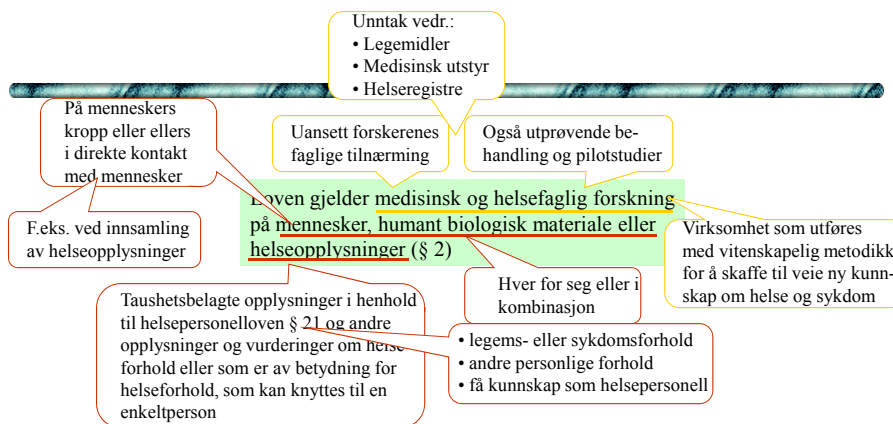 Unntak vedr.:
• Legemidler
• Medisinsk utstyr
• Helseregistre
På menneskers
kropp eller ellers
i direkte kontakt
med mennesker
Uansett forskerenes
faglige tilnærming
Også utprøvende be-
handling og pilotstudier
F.eks. ved innsamling
av helseopplysninger
Loven gjelder medisinsk og helsefaglig forskning
på mennesker, humant biologisk materiale eller
helseopplysninger (§ 2)
Virksomhet som utføres
med vitenskapelig metodikk
for å skaffe til veie ny kunn-
skap om helse og sykdom
Hver for seg eller i
kombinasjon
Taushetsbelagte opplysninger i henhold
til helsepersonelloven § 21 og andre
opplysninger og vurderinger om helse
forhold eller som er av betydning for
helseforhold, som kan knyttes til en
enkeltperson
• legems- eller sykdomsforhold
• andre personlige forhold
• få kunnskap som helsepersonell